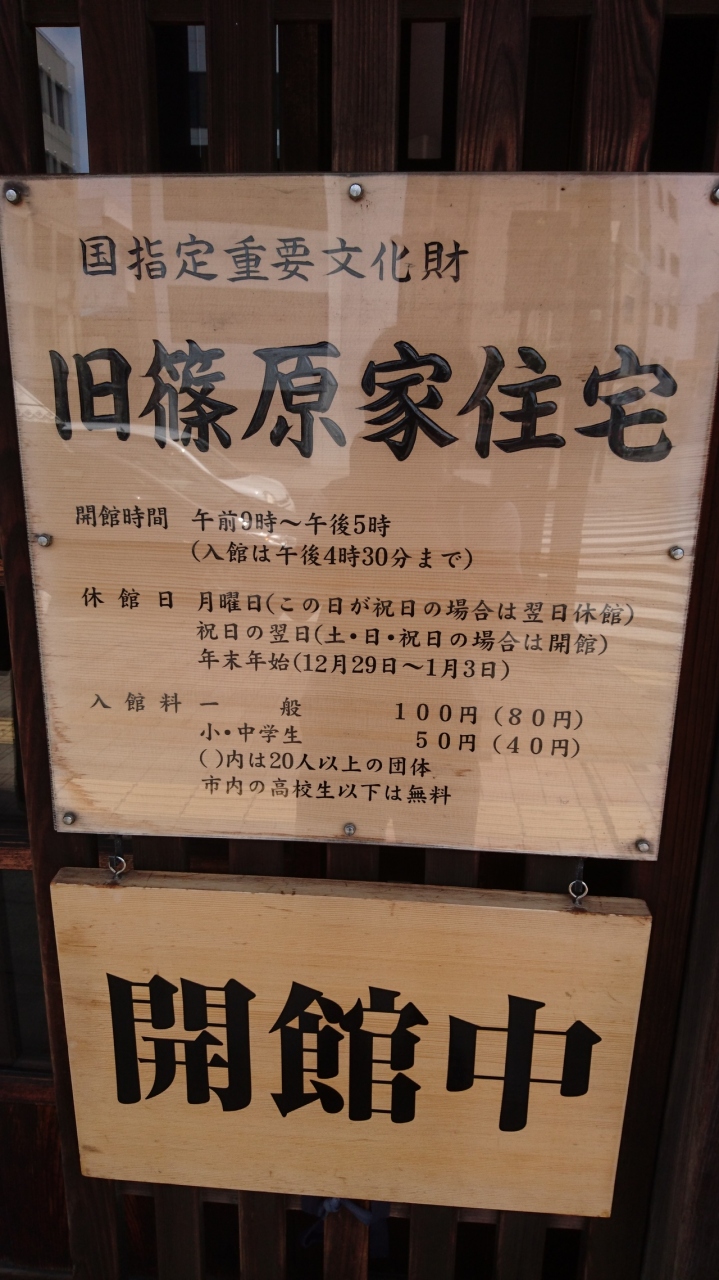 国指定重要文化財
旧篠原家住宅
開館時間 午前9時～午後5時
(入館は午後4時30分まで)
休館日 月曜日(この日が祝日の場合は翌日休館)
祝日の翌日(土・日・祝日の場合は開館)
年末年始(12月29日～1月3日)
入館料 一般 100円(80円)
小・中学生 50円(40円)
( )内は20人以上の団体
市内の高校生以下は無料
開館中